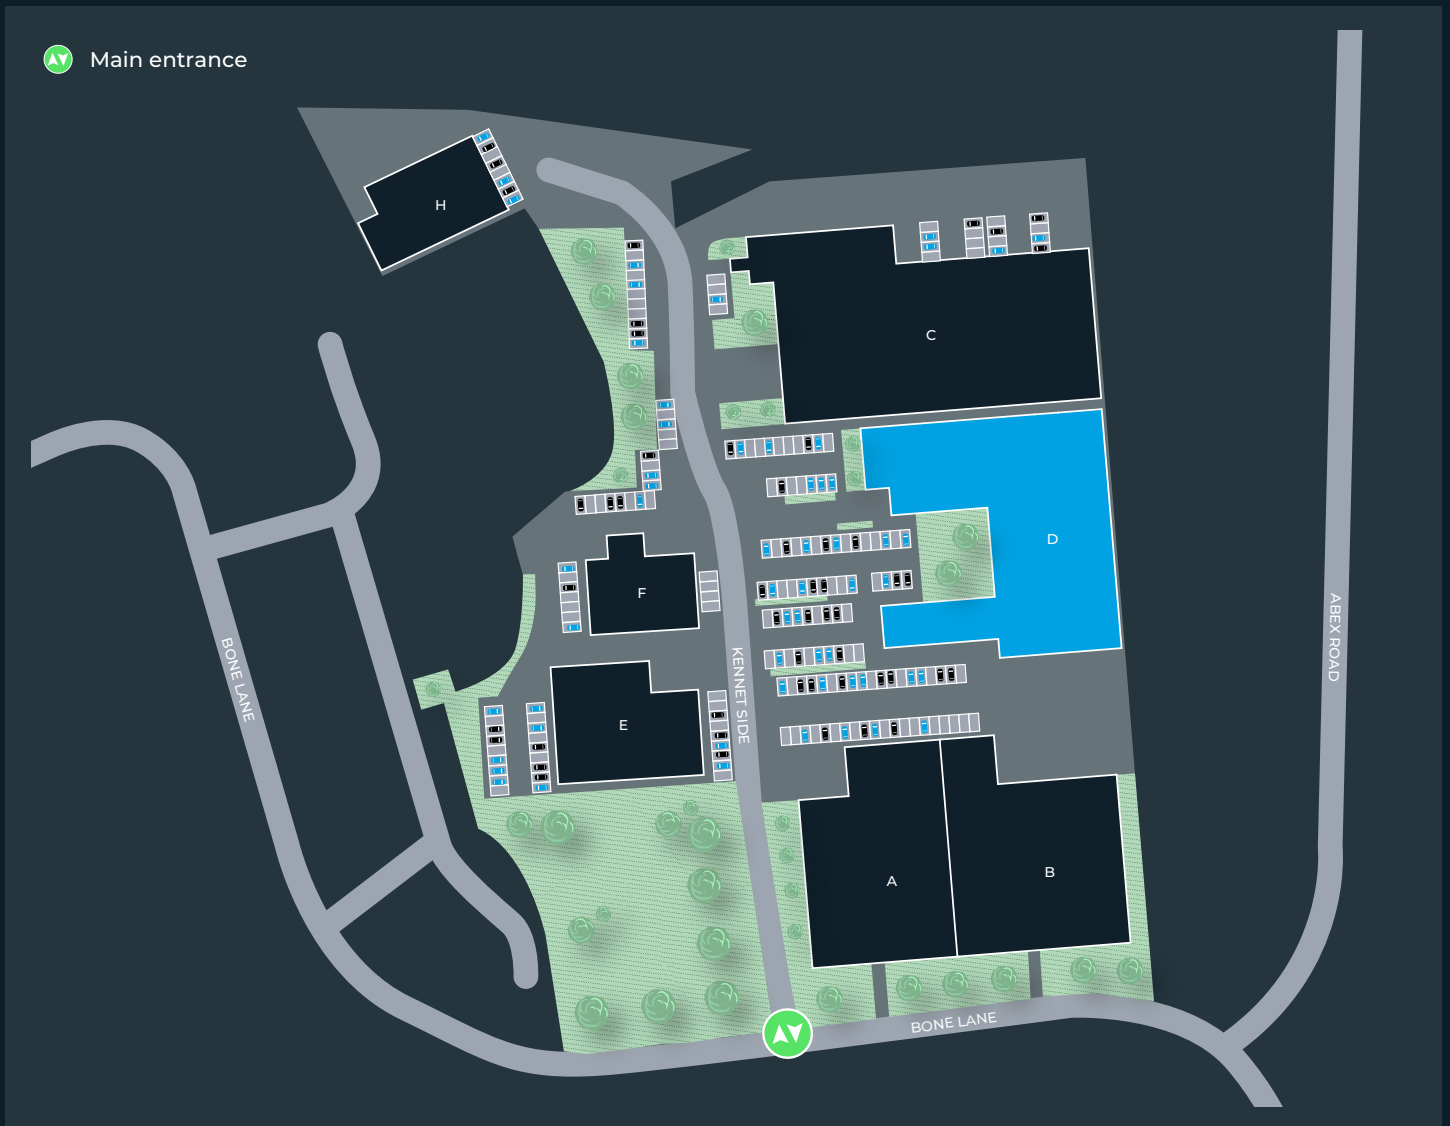 Main entrance
H
C
D
F
ABEX ROAD
BONE LANE
KENNET SIDE
E
A
B
BONE LANE